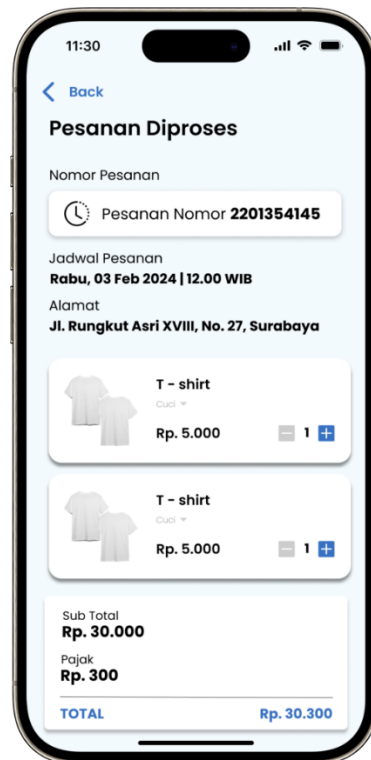 11:30
Back
Pesanan Diproses
Nomor Pesanan
Pesanan Nomor 2201354145
Jadwal Pesanan
Rabu, 03 Feb 2024 | 12.00 WIB
Alamat
Jl. Rungkut Asri XVIII, No. 27, Surabaya
T - shirt
Cuci
Rp. 5.000
1
T - shirt
Cuci
Rp. 5.000
1
Sub Total
Rp. 30.000
Pajak
Rp. 300
TOTAL Rp. 30.300